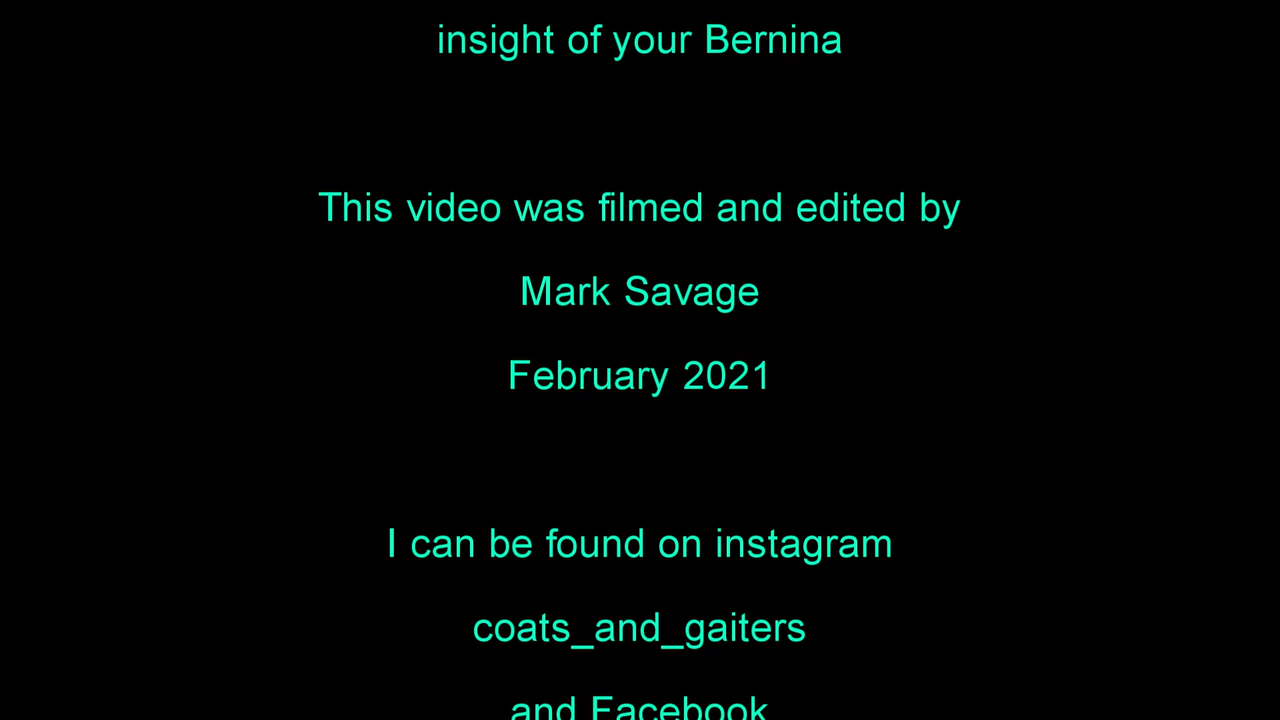 insight of your Bernina
This video was filmed and edited by
Mark Savage
February 2021
I can be found on instagram
coats_and_gaiters
and Facebook